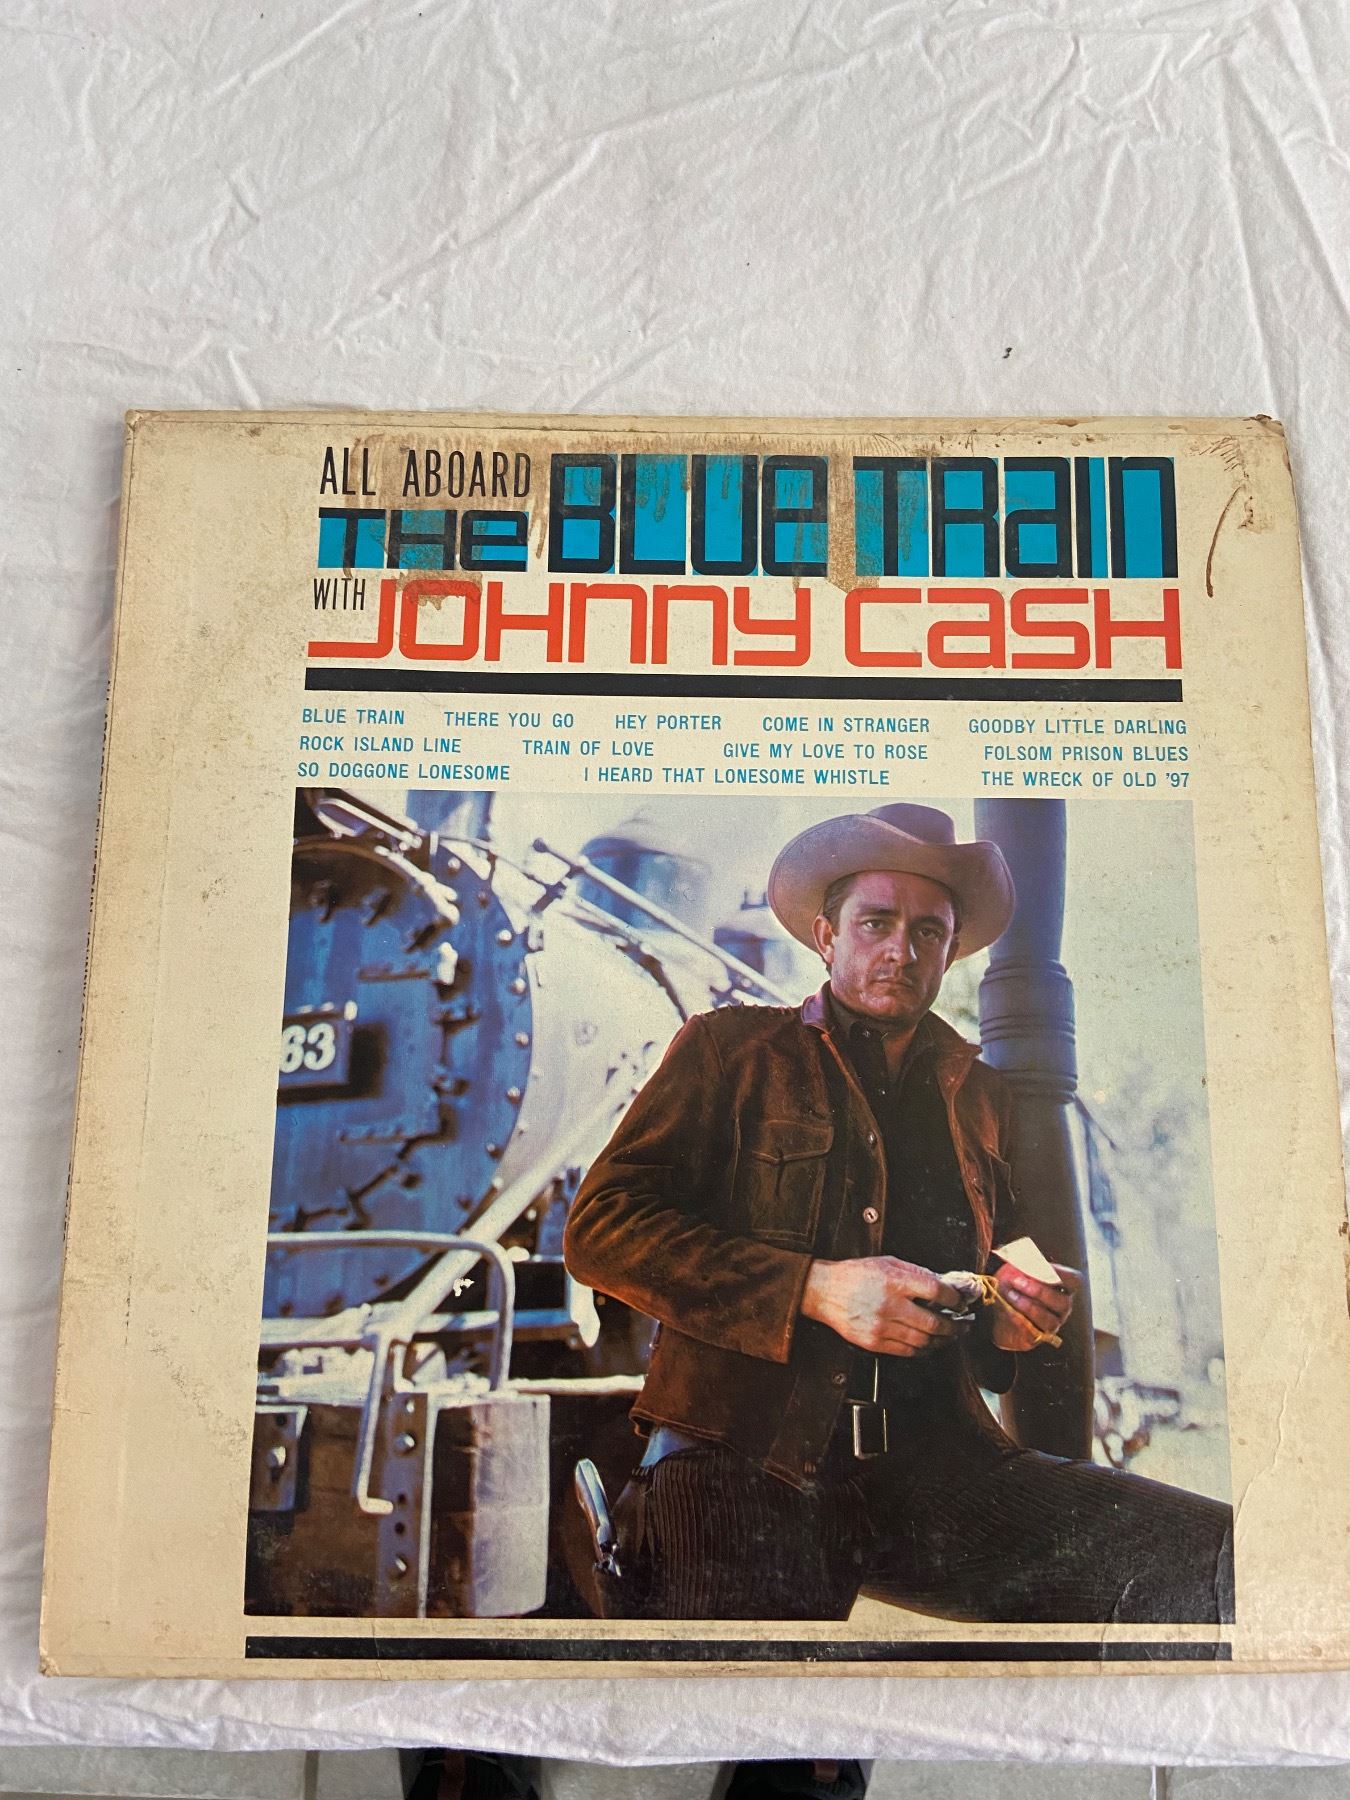 ALL ABOARD
THE BLUE TRAIN
WITH JOHNNY CASH
BLUE TRAIN THERE YOU GO HEY PORTER COME IN STRANGER GOODBY LITTLE DARLING
ROCK ISLAND LINE TRAIN OF LOVE GIVE MY LOVE TO ROSE FOLSOM PRISON BLUES
SO DOGGONE LONESOME I HEARD THAT LONESOME WHISTLE THE WRECK OF OLD '97
63